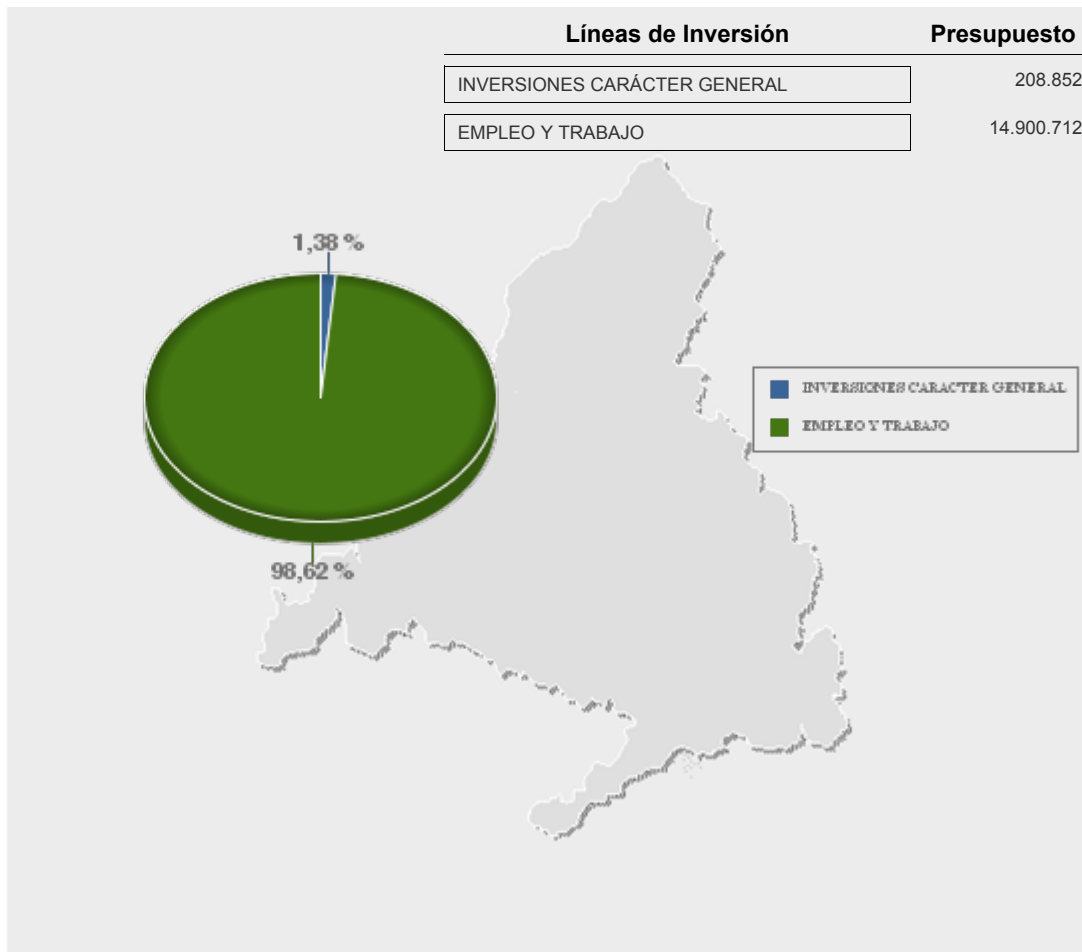 Líneas de Inversión Presupuesto
INVERSIONES CARÁCTER GENERAL 208.852
EMPLEO Y TRABAJO 14.900.712
1,38 %
INVERSIONES CARACTER GENERAL
EMPLEO Y TRABAJO
98,62 %